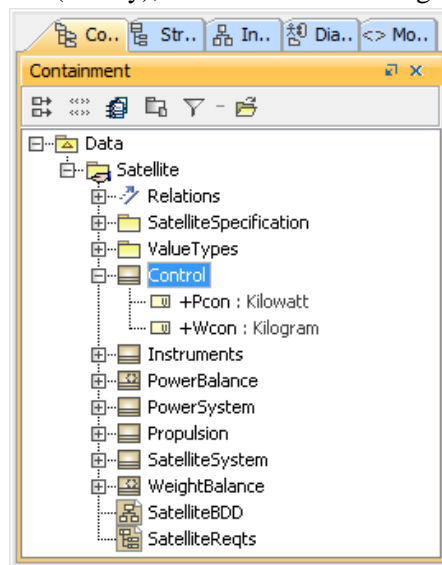 Co.. Str.. In.. Dia.. <> Mo..
Containment
Data
Satellite
Relations
SatelliteSpecification
ValueTypes
Control
+Pcon : Kilowatt
+Wcon : Kilogram
Instruments
PowerBalance
PowerSystem
Propulsion
SatelliteSystem
WeightBalance
SatelliteBDD
SatelliteReqts